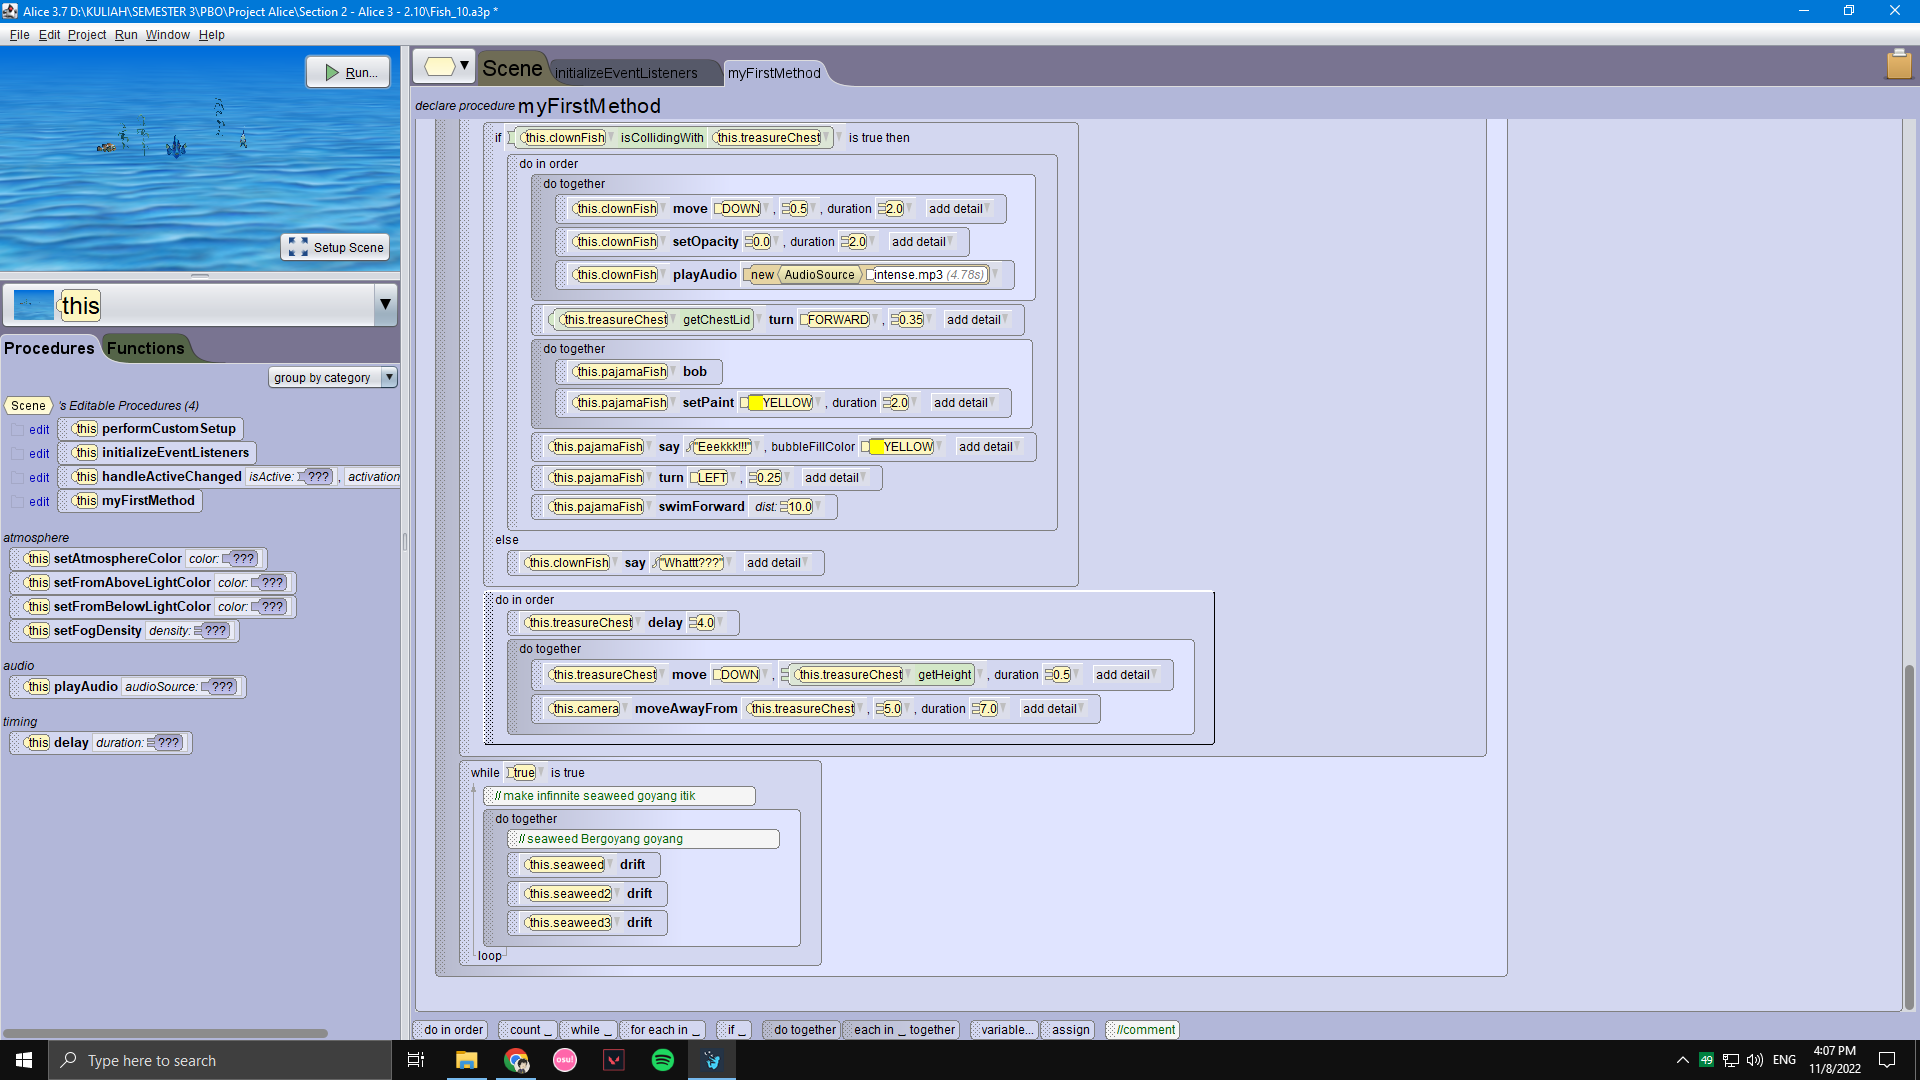 Alice 3.7 D:\KULIAH\SEMESTER 3\PBO\Project Alice\Section 2 - Alice 3 - 2.10\Fish_10.a3p *
File Edit Project Run Window Help
Run...
Setup Scene
this
Procedures Functions
group by category
Scene 's Editable Procedures (4)
edit this performCustomSetup
edit this initializeEventListeners
edit this handleActiveChanged isActive: ??? , activation
edit this myFirstMethod
atmosphere
this setAtmosphereColor color: ???
this setFromAboveLightColor color: ???
this setFromBelowLightColor color: ???
this setFogDensity density: ???
audio
this playAudio audioSource: ???
timing
this delay duration: ???
Scene initializeEventListeners myFirstMethod
declare procedure myFirstMethod
if this.clownFish isCollidingWith this.treasureChest is true then
do in order
do together
this.clownFish move DOWN , 0.5 , duration 2.0 add detail
this.clownFish setOpacity 0.0 , duration 2.0 add detail
this.clownFish playAudio new AudioSource intense.mp3 (4.78s)
this.treasureChest getChestLid turn FORWARD , 0.35 add detail
do together
this.pajamaFish bob
this.pajamaFish setPaint YELLOW , duration 2.0 add detail
this.pajamaFish say "Eeekkk!!!" , bubbleFillColor YELLOW add detail
this.pajamaFish turn LEFT , 0.25 add detail
this.pajamaFish swimForward dist: 10.0
else
this.clownFish say "Whattt???" add detail
do in order
this.treasureChest delay 4.0
do together
this.treasureChest move DOWN , this.treasureChest getHeight , duration 0.5 add detail
this.camera moveAwayFrom this.treasureChest , 5.0 , duration 7.0 add detail
while true is true
// make infinnite seaweed goyang itik
do together
// seaweed Bergoyang goyang
this.seaweed drift
this.seaweed2 drift
this.seaweed3 drift
loop
do in order count _ while _ for each in _ if _ do together each in _ together variable... assign //comment
Type here to search
osu!
49
ENG
4:07 PM
11/8/2022